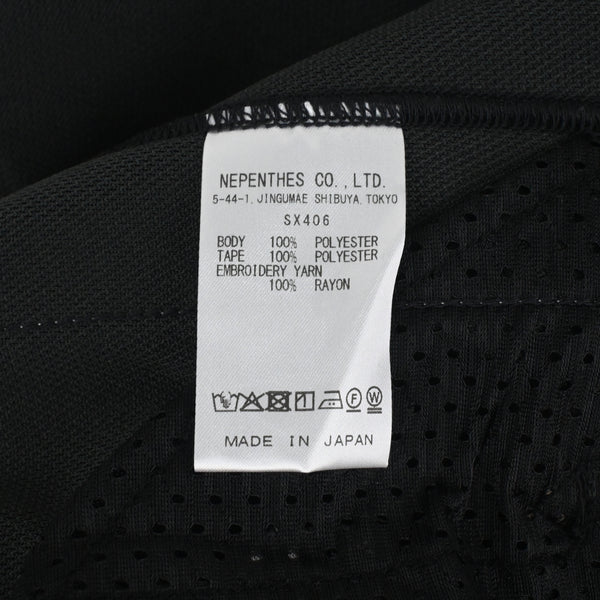 NEPENTHES CO.,LTD.
5-44-1, JINGUMAE SHIBUYA, TOKYO
SX406
BODY 100% POLYESTER
TAPE 100% POLYESTER
EMBROIDERY YARN
100% RAYON
F W
MADE IN JAPAN